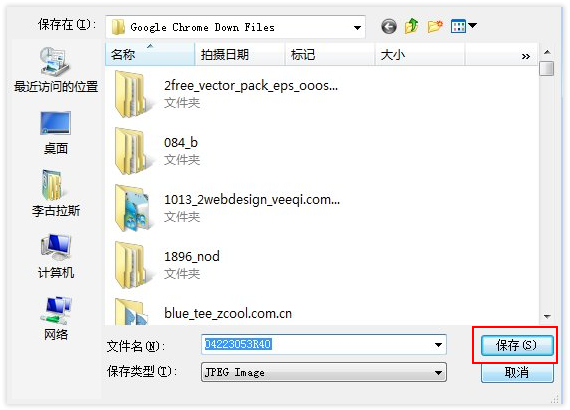 保存在(I):
Google Chrome Down Files
名称
拍摄日期
标记
大小
»
最近访问的位置
桌面
李古拉斯
计算机
网络
2free_vector_pack_eps_ooos...
文件夹
084_b
文件夹
1013_2webdesign_veeqi.com...
文件夹
1896_nod
文件夹
blue_tee_zcool.com.cn
文件名(N):
04223053R40
保存(S)
保存类型(T):
JPEG Image
取消